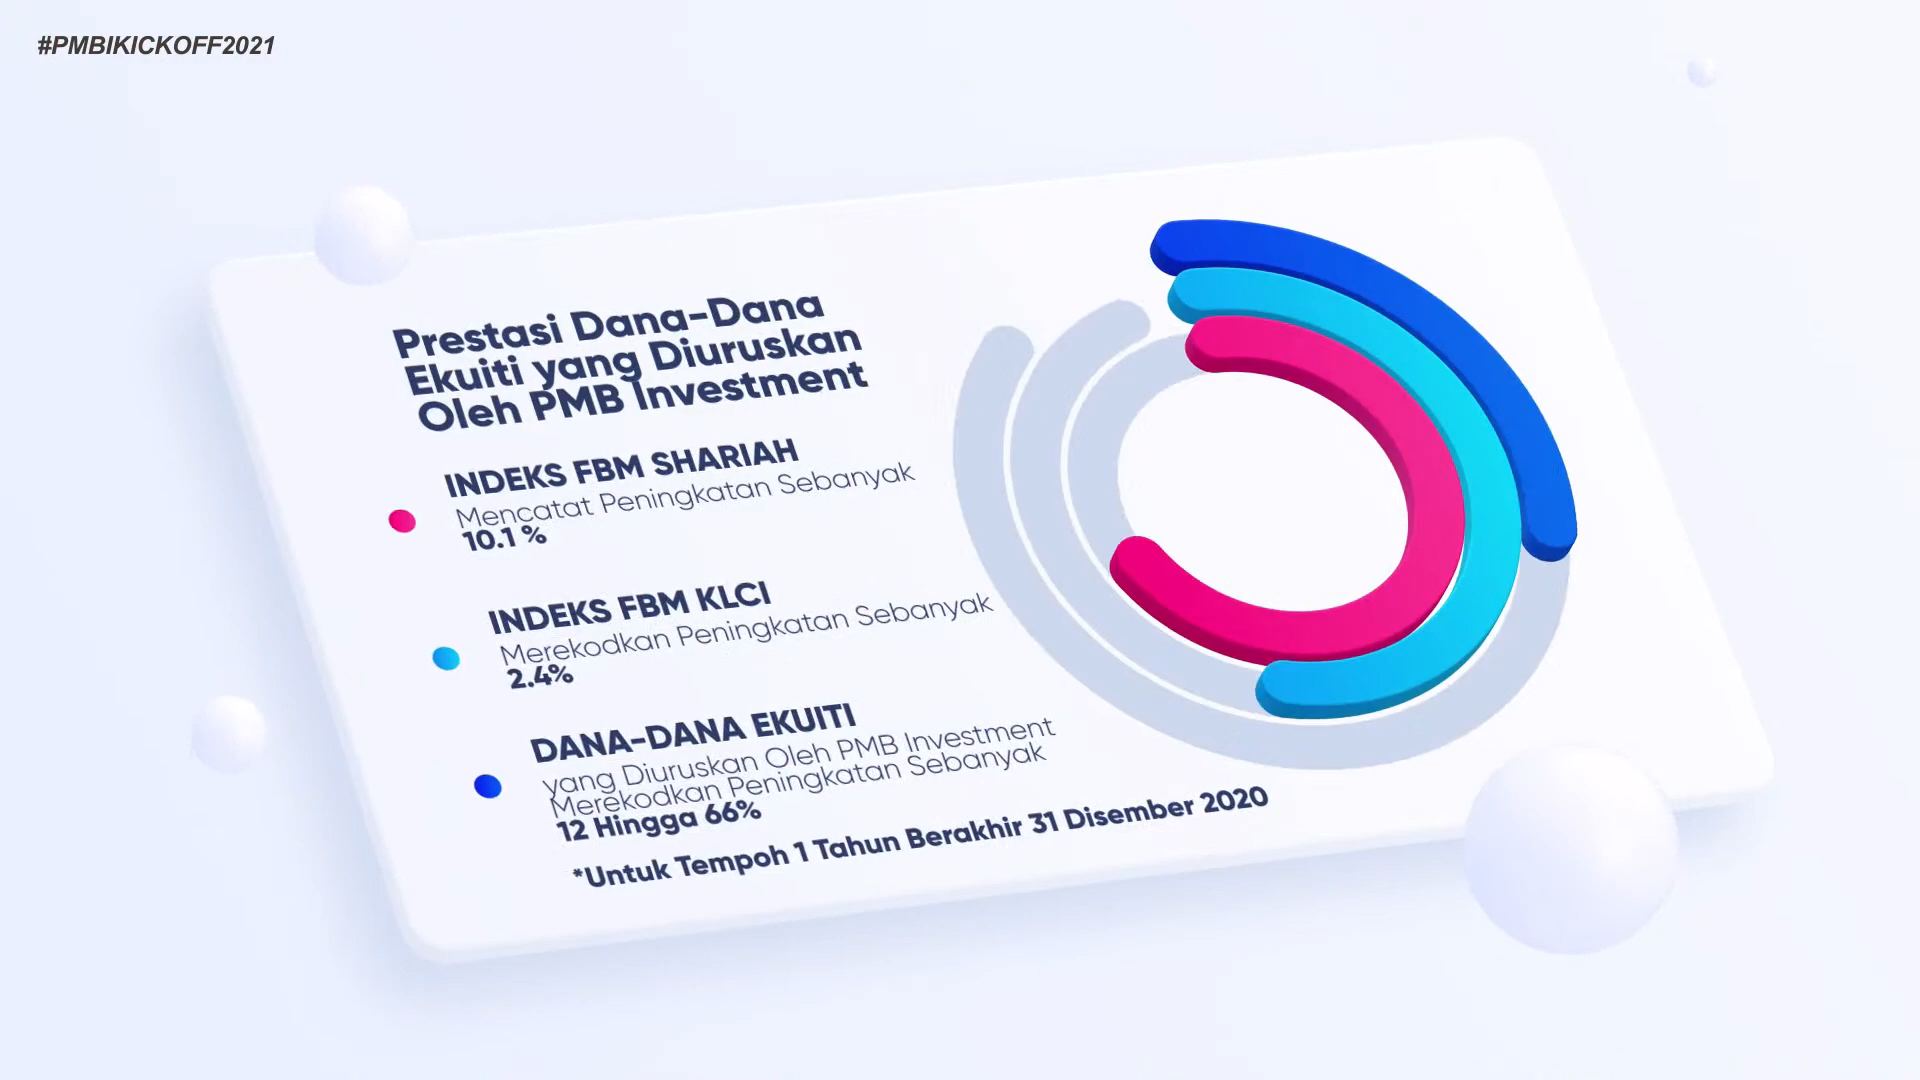 #PMBIKICKOFF2021
Prestasi Dana-Dana
Ekuiti yang Diuruskan
Oleh PMB Investment
INDEKS FBM SHARIAH
Mencatat Peningkatan Sebanyak
10.1 %
INDEKS FBM KLCI
Merekodkan Peningkatan Sebanyak
2.4%
DANA-DANA EKUITI
yang Diuruskan Oleh PMB Investment
Merekodkan Peningkatan Sebanyak
12 Hingga 66%
*Untuk Tempoh 1 Tahun Berakhir 31 Disember 2020